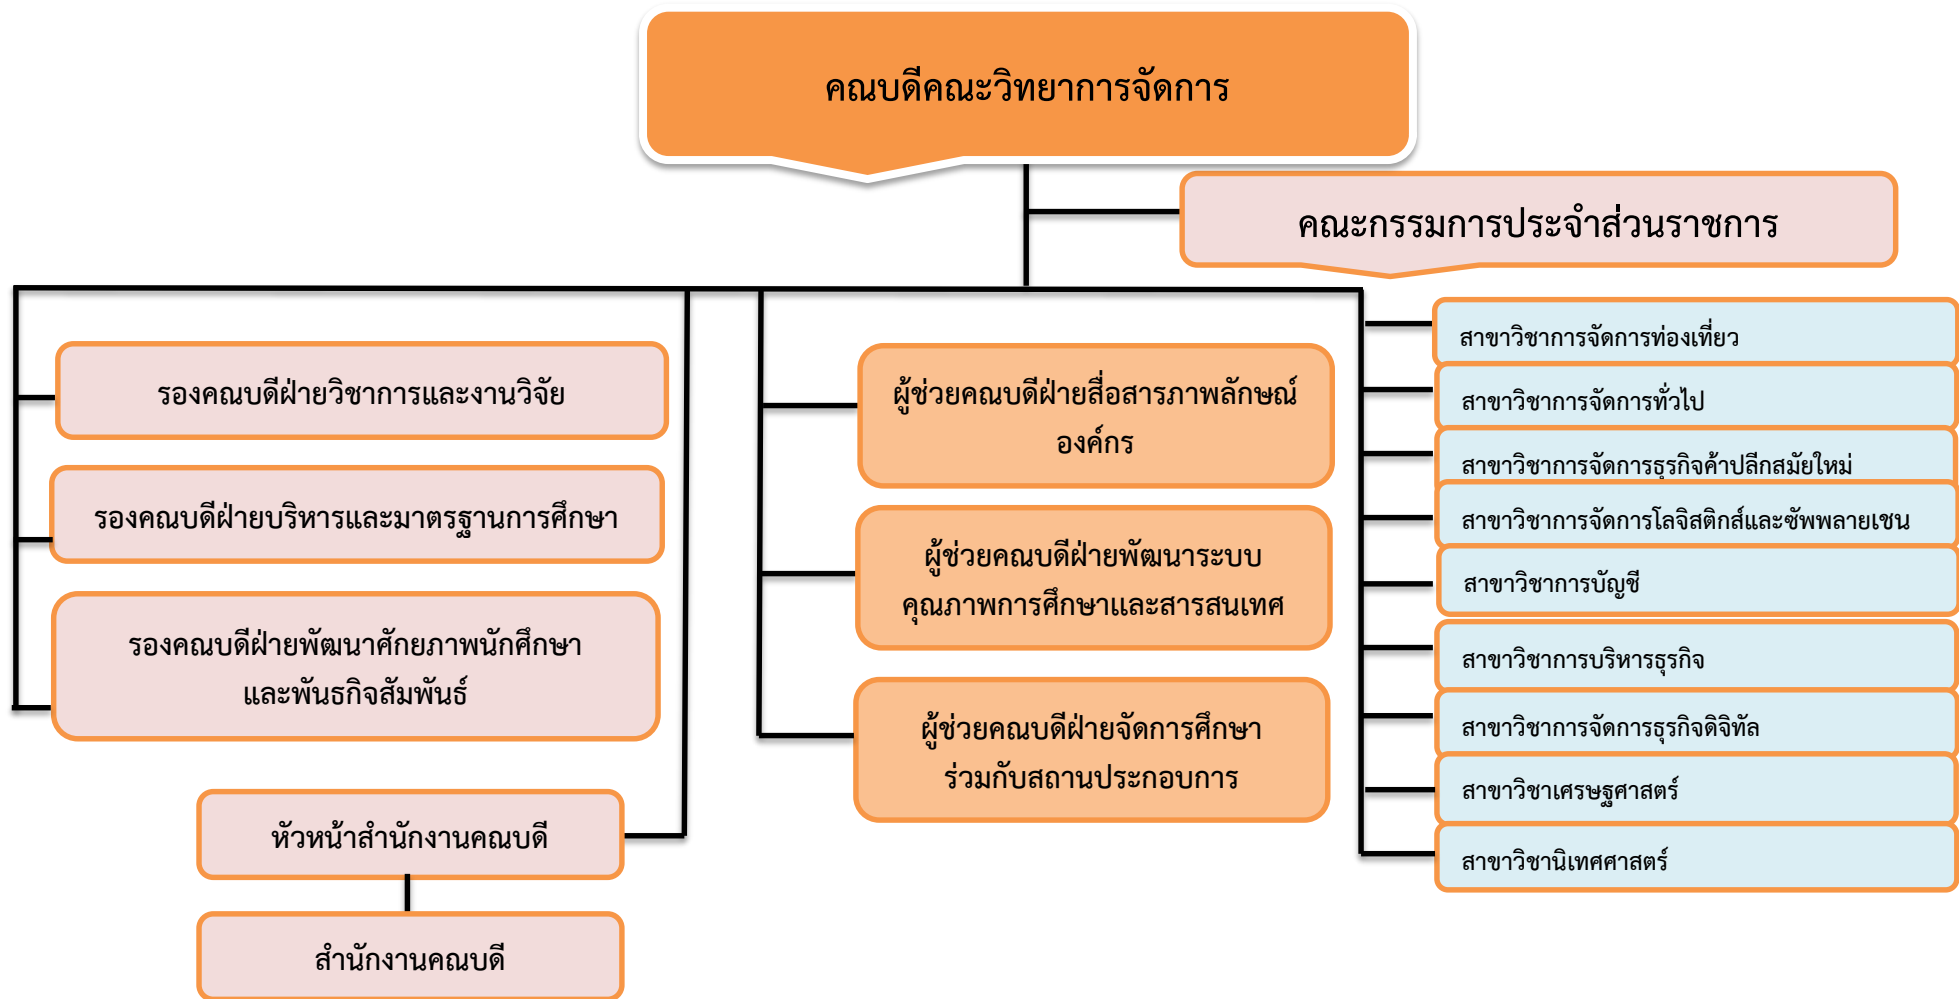 คณบดีคณะวิทยาการจัดการ
คณะกรรมการประจำส่วนราชการ
รองคณบดีฝ่ายวิชาการและงานวิจัย
รองคณบดีฝ่ายบริหารและมาตรฐานการศึกษา
รองคณบดีฝ่ายพัฒนาศักยภาพนักศึกษา
และพันธกิจสัมพันธ์
หัวหน้าสำนักงานคณบดี
สำนักงานคณบดี
ผู้ช่วยคณบดีฝ่ายสื่อสารภาพลักษณ์
องค์กร
ผู้ช่วยคณบดีฝ่ายพัฒนาระบบ
คุณภาพการศึกษาและสารสนเทศ
ผู้ช่วยคณบดีฝ่ายจัดการศึกษา
ร่วมกับสถานประกอบการ
สาขาวิชาการจัดการท่องเที่ยว
สาขาวิชาการจัดการทั่วไป
สาขาวิชาการจัดการธุรกิจค้าปลีกสมัยใหม่
สาขาวิชาการจัดการโลจิสติกส์และซัพพลายเชน
สาขาวิชาการบัญชี
สาขาวิชาการบริหารธุรกิจ
สาขาวิชาการจัดการธุรกิจดิจิทัล
สาขาวิชาเศรษฐศาสตร์
สาขาวิชานิเทศศาสตร์